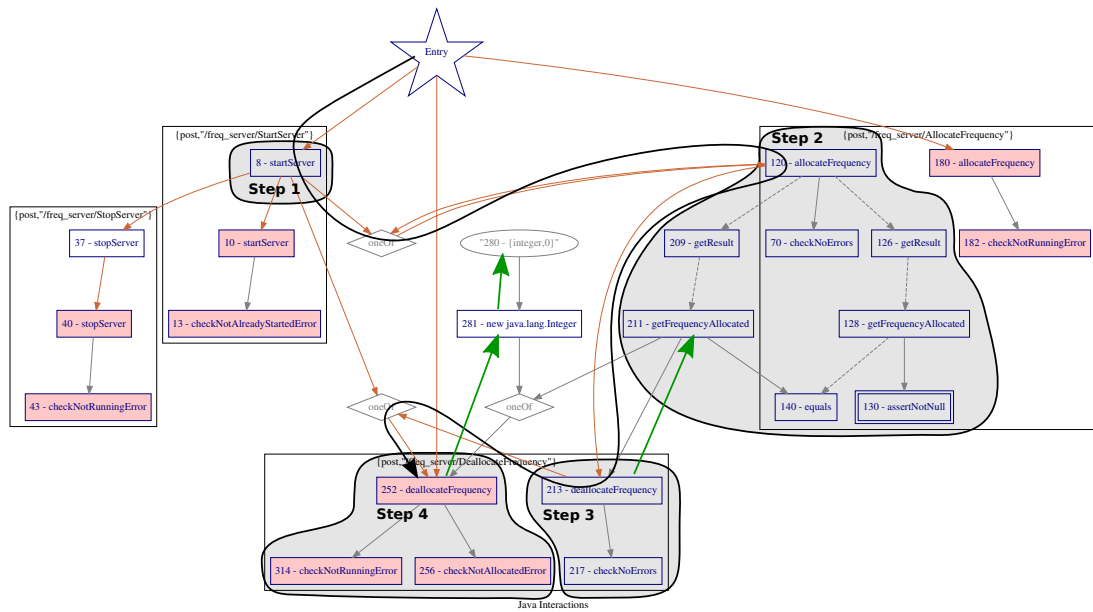 Entry
{post,"/freq_server/StartServer"}
Step 2
{post,"/freq_server/AllocateFrequency"}
8 - startServer
120 - allocateFrequency
180 - allocateFrequency
Step 1
{post,"/freq_server/StopServer"}
37 - stopServer
10 - startServer
oneOf
"280 - {integer,0}"
209 - getResult
70 - checkNoErrors
126 - getResult
182 - checkNotRunningError
40 - stopServer
13 - checkNotAlreadyStartedError
281 - new java.lang.Integer
211 - getFrequencyAllocated
128 - getFrequencyAllocated
43 - checkNotRunningError
oneOf
oneOf
140 - equals
130 - assertNotNull
{post,"/freq_server/DeallocateFrequency"}
252 - deallocateFrequency
213 - deallocateFrequency
Step 4
Step 3
314 - checkNotRunningError
256 - checkNotAllocatedError
217 - checkNoErrors
Java Interactions